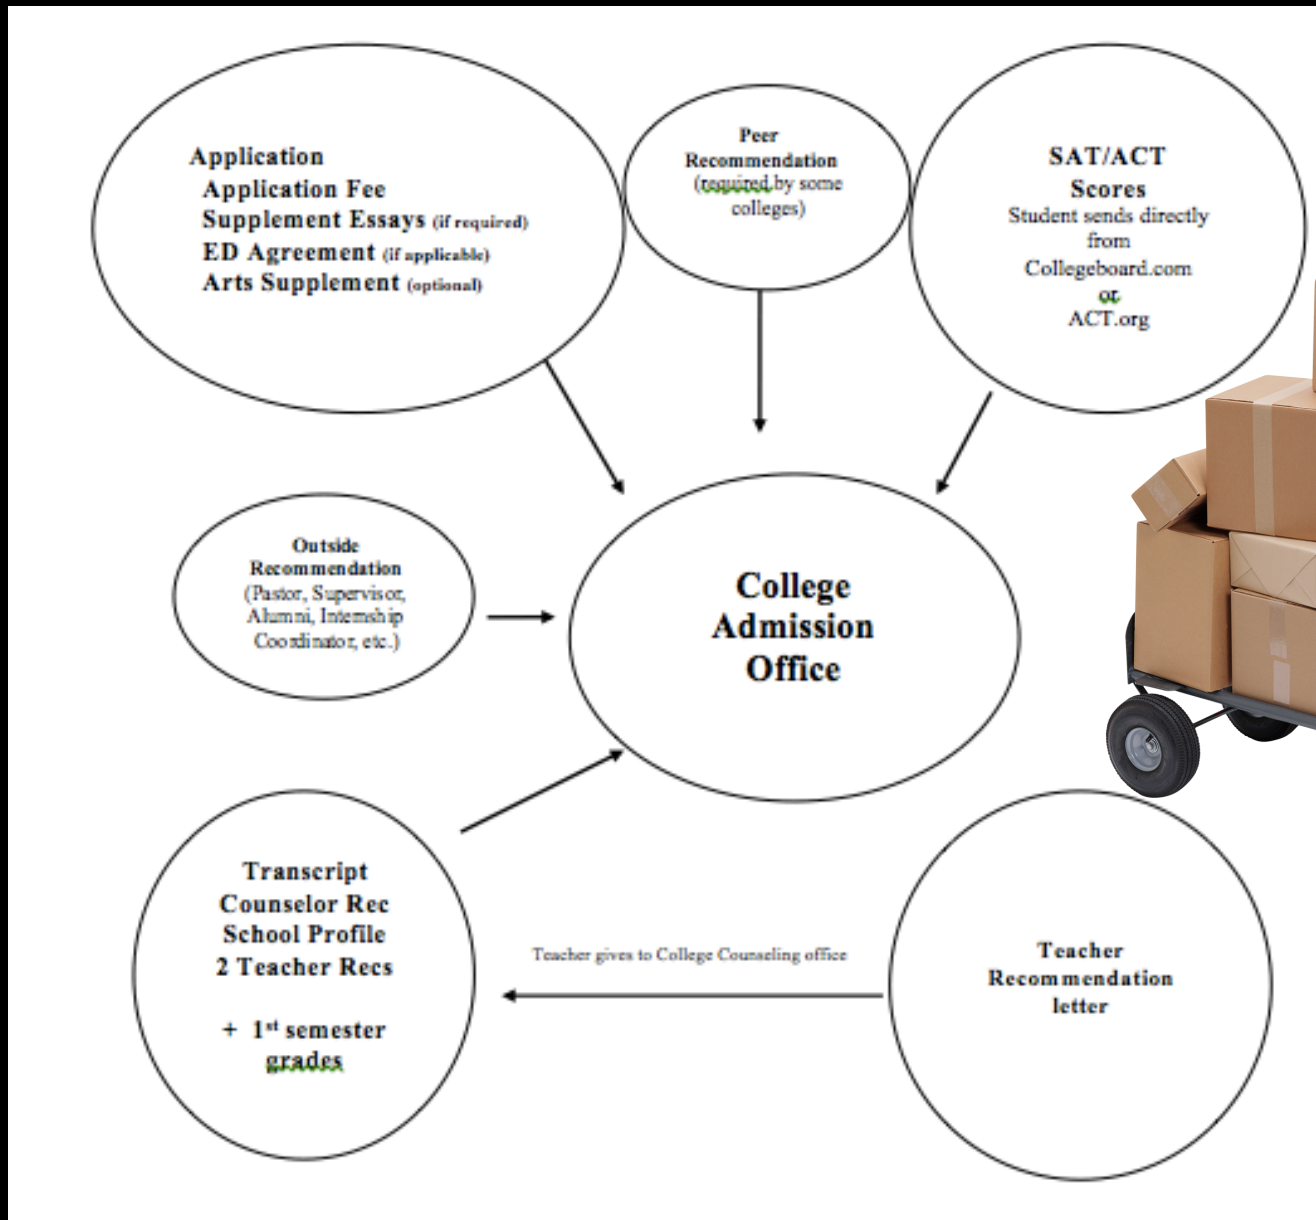 Application
Application Fee
Supplement Essays (if required)
ED Agreement (if applicable)
Arts Supplement (optional)
Peer
Recommendation
(required by some
colleges)
SAT/ACT
Scores
Student sends directly
from
Collegeboard.com
or
ACT.org
Outside
Recommendation
(Pastor, Supervisor,
Alumni, Internship
Coordinator, etc.)
College
Admission
Office
Transcript
Counselor Rec
School Profile
2 Teacher Recs
+ 1st semester
grades
Teacher gives to College Counseling office
Teacher
Recommendation
letter